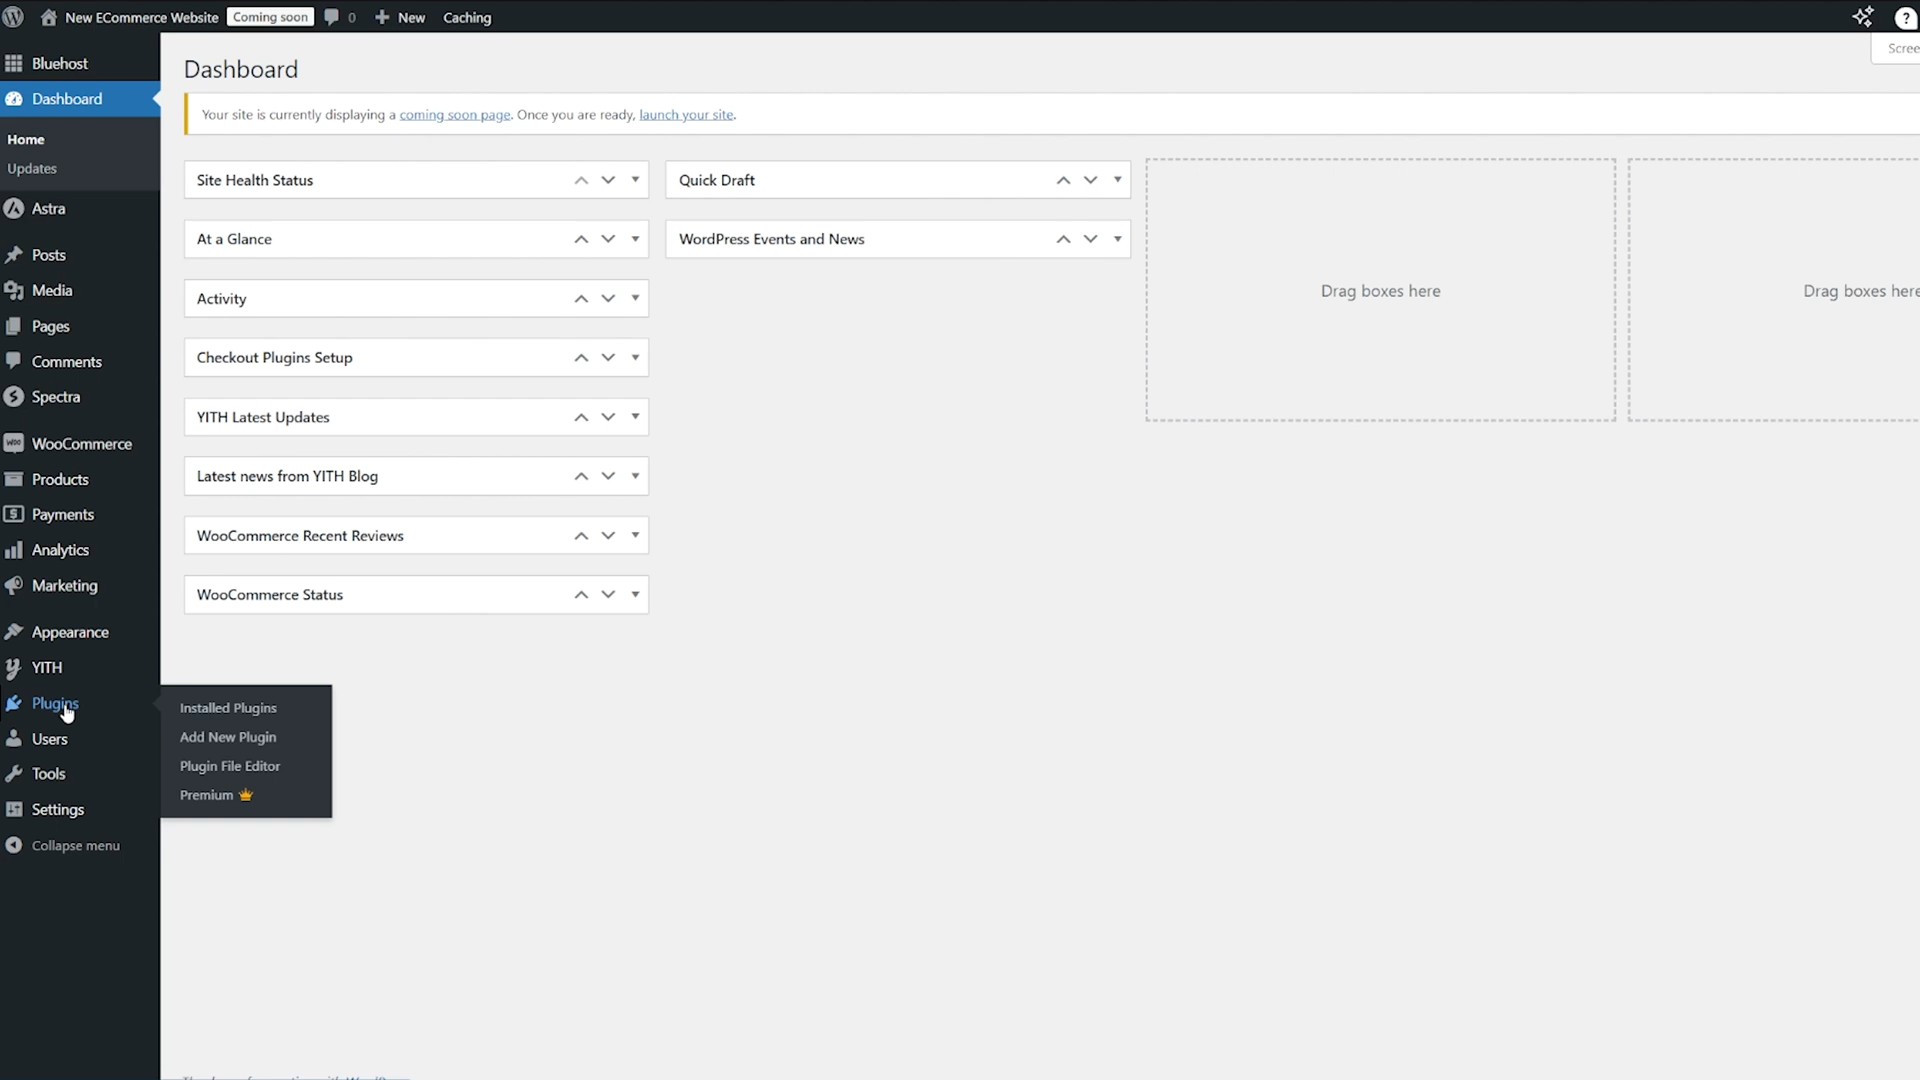 New ECommerce Website Coming soon 0 New Caching ?
Scree
Bluehost
Dashboard
Home
Updates
Astra
Posts
Media
Pages
Comments
Spectra
WooCommerce
Products
Payments
Analytics
Marketing
Appearance
YITH
Plugins
Users
Tools
Settings
Collapse menu
Installed Plugins
Add New Plugin
Plugin File Editor
Premium
Dashboard
Your site is currently displaying a coming soon page. Once you are ready, launch your site.
Site Health Status
At a Glance
Activity
Checkout Plugins Setup
YITH Latest Updates
Latest news from YITH Blog
WooCommerce Recent Reviews
WooCommerce Status
Quick Draft
WordPress Events and News
Drag boxes here
Drag boxes here